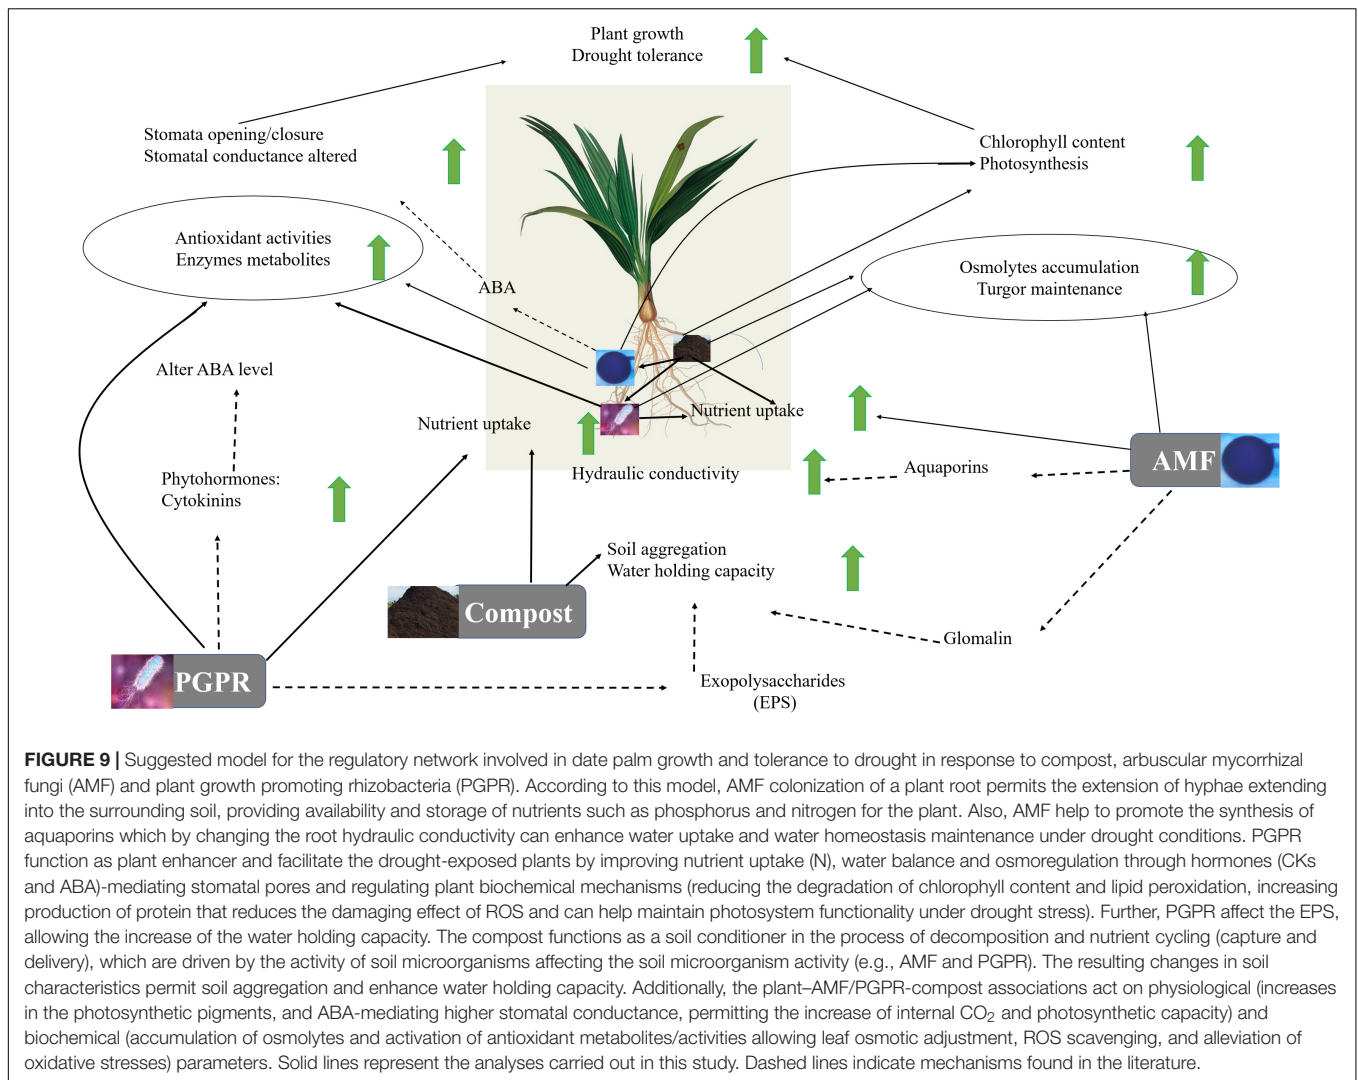 Plant growth
Drought tolerance
Stomata opening/closure
Stomatal conductance altered
Chlorophyll content
Photosynthesis
Antioxidant activities
Enzymes metabolites
Osmolytes accumulation
Turgor maintenance
ABA
Alter ABA level
Nutrient uptake
Nutrient uptake
Hydraulic conductivity
Aquaporins
AMF
Phytohormones:
Cytokinins
Soil aggregation
Water holding capacity
Compost
Glomalin
PGPR
Exopolysaccharides
(EPS)
FIGURE 9 | Suggested model for the regulatory network involved in date palm growth and tolerance to drought in response to compost, arbuscular mycorrhizal
fungi (AMF) and plant growth promoting rhizobacteria (PGPR). According to this model, AMF colonization of a plant root permits the extension of hyphae extending
into the surrounding soil, providing availability and storage of nutrients such as phosphorus and nitrogen for the plant. Also, AMF help to promote the synthesis of
aquaporins which by changing the root hydraulic conductivity can enhance water uptake and water homeostasis maintenance under drought conditions. PGPR
function as plant enhancer and facilitate the drought-exposed plants by improving nutrient uptake (N), water balance and osmoregulation through hormones (CKs
and ABA)-mediating stomatal pores and regulating plant biochemical mechanisms (reducing the degradation of chlorophyll content and lipid peroxidation, increasing
production of protein that reduces the damaging effect of ROS and can help maintain photosystem functionality under drought stress). Further, PGPR affect the EPS,
allowing the increase of the water holding capacity. The compost functions as a soil conditioner in the process of decomposition and nutrient cycling (capture and
delivery), which are driven by the activity of soil microorganisms affecting the soil microorganism activity (e.g., AMF and PGPR). The resulting changes in soil
characteristics permit soil aggregation and enhance water holding capacity. Additionally, the plant–AMF/PGPR-compost associations act on physiological (increases
in the photosynthetic pigments, and ABA-mediating higher stomatal conductance, permitting the increase of internal CO₂ and photosynthetic capacity) and
biochemical (accumulation of osmolytes and activation of antioxidant metabolites/activities allowing leaf osmotic adjustment, ROS scavenging, and alleviation of
oxidative stresses) parameters. Solid lines represent the analyses carried out in this study. Dashed lines indicate mechanisms found in the literature.